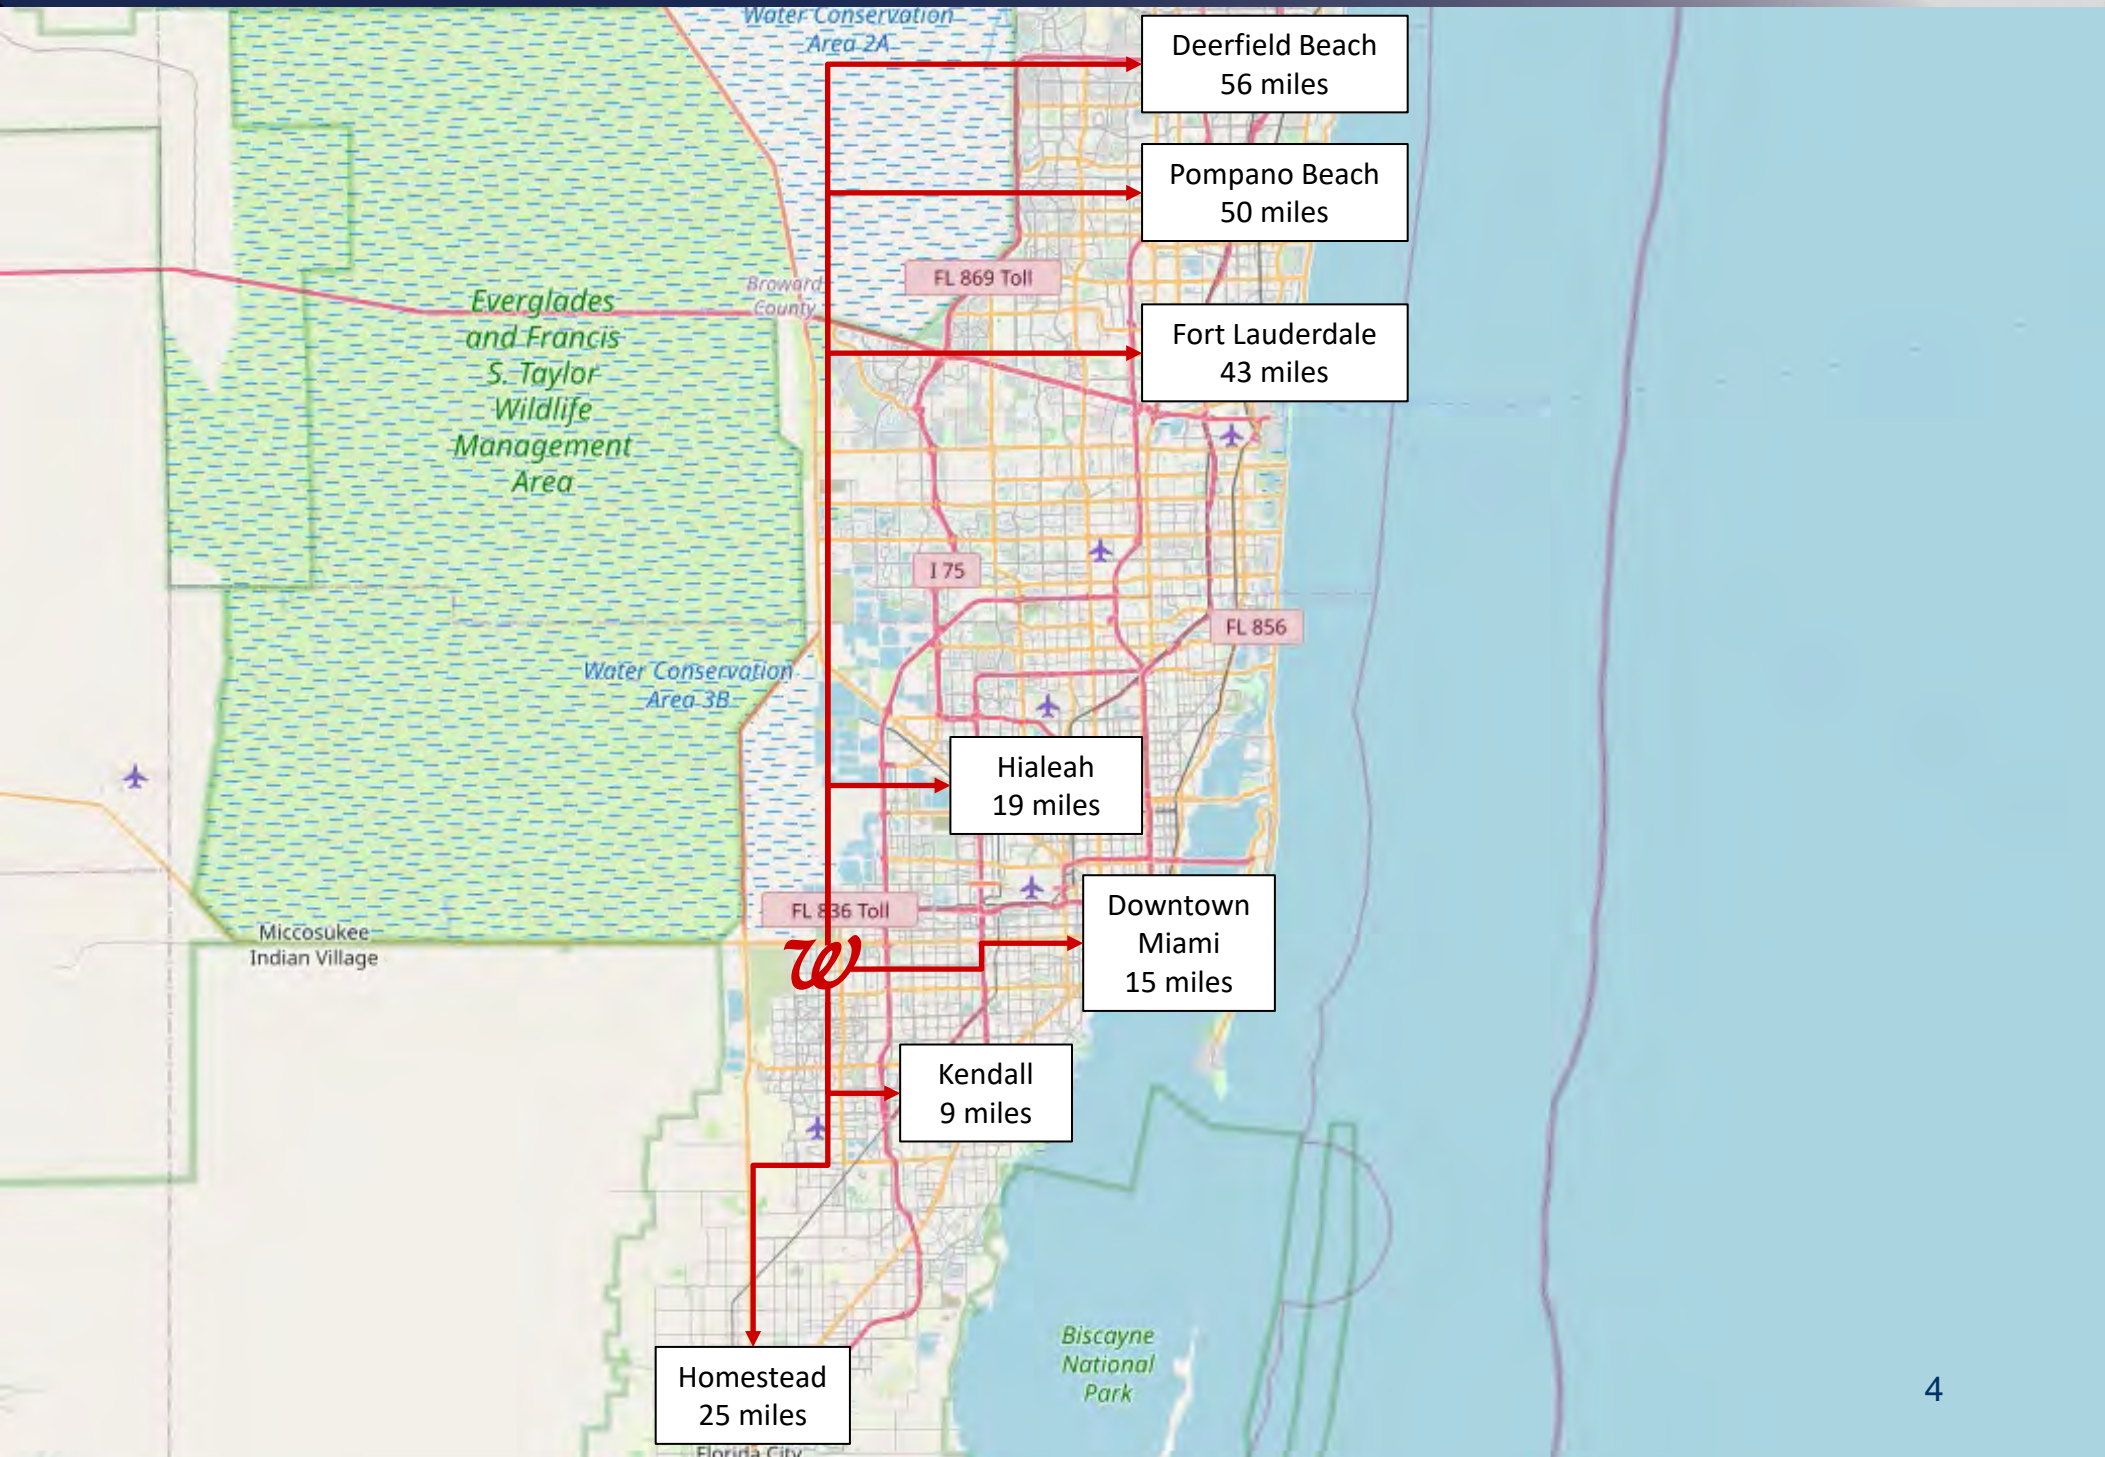 Water Conservation
Area 2A
Deerfield Beach
56 miles
Pompano Beach
50 miles
FL 869 Toll
Broward
County
Everglades
and Francis
S. Taylor
Wildlife
Management
Area
Fort Lauderdale
43 miles
I 75
FL 856
Water Conservation
Area 3B
Hialeah
19 miles
FL 836 Toll
Downtown
Miami
15 miles
Miccosukee
Indian Village
W
Kendall
9 miles
Biscayne
National
Park
Homestead
25 miles
Florida City
4